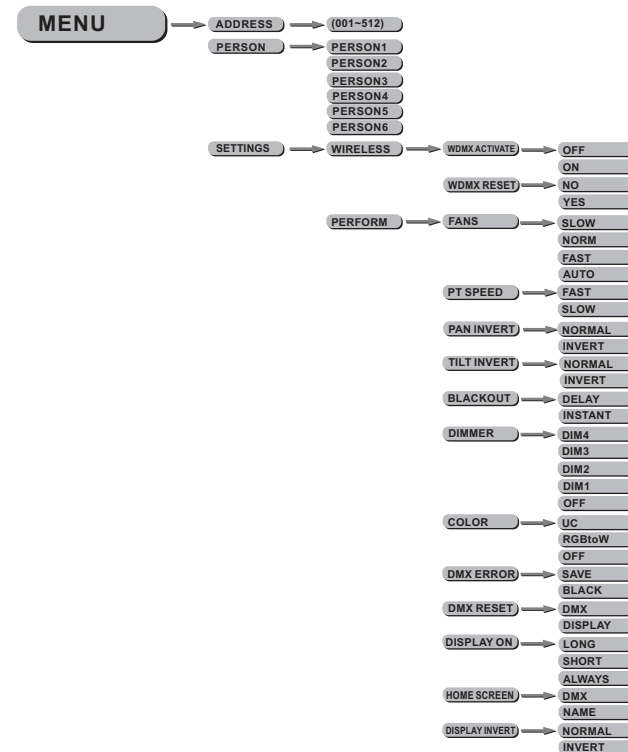 MENU ADDRESS (001~512)
PERSON PERSON1
PERSON2
PERSON3
PERSON4
PERSON5
PERSON6
SETTINGS WIRELESS WDMX ACTIVATE OFF
ON
WDMX RESET NO
YES
PERFORM FANS SLOW
NORM
FAST
AUTO
PT SPEED FAST
SLOW
PAN INVERT NORMAL
INVERT
TILT INVERT NORMAL
INVERT
BLACKOUT DELAY
INSTANT
DIMMER DIM4
DIM3
DIM2
DIM1
OFF
COLOR UC
RGBtoW
OFF
DMX ERROR SAVE
BLACK
DMX RESET DMX
DISPLAY
DISPLAY ON LONG
SHORT
ALWAYS
HOME SCREEN DMX
NAME
DISPLAY INVERT NORMAL
INVERT